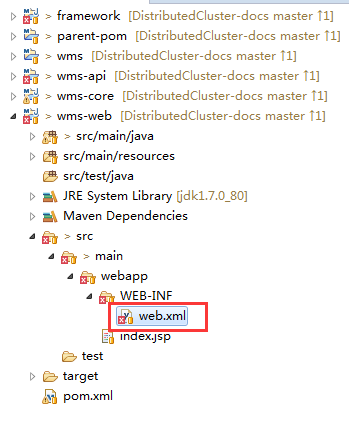 > framework [DistributedCluster-docs master ↑1]
> parent-pom [DistributedCluster-docs master ↑1]
> wms [DistributedCluster-docs master ↑1]
> wms-api [DistributedCluster-docs master ↑1]
> wms-core [DistributedCluster-docs master ↑1]
> wms-web [DistributedCluster-docs master ↑1]
> src/main/java
src/main/resources
src/test/java
JRE System Library [jdk1.7.0_80]
Maven Dependencies
> src
> main
webapp
WEB-INF
web.xml
index.jsp
test
target
pom.xml